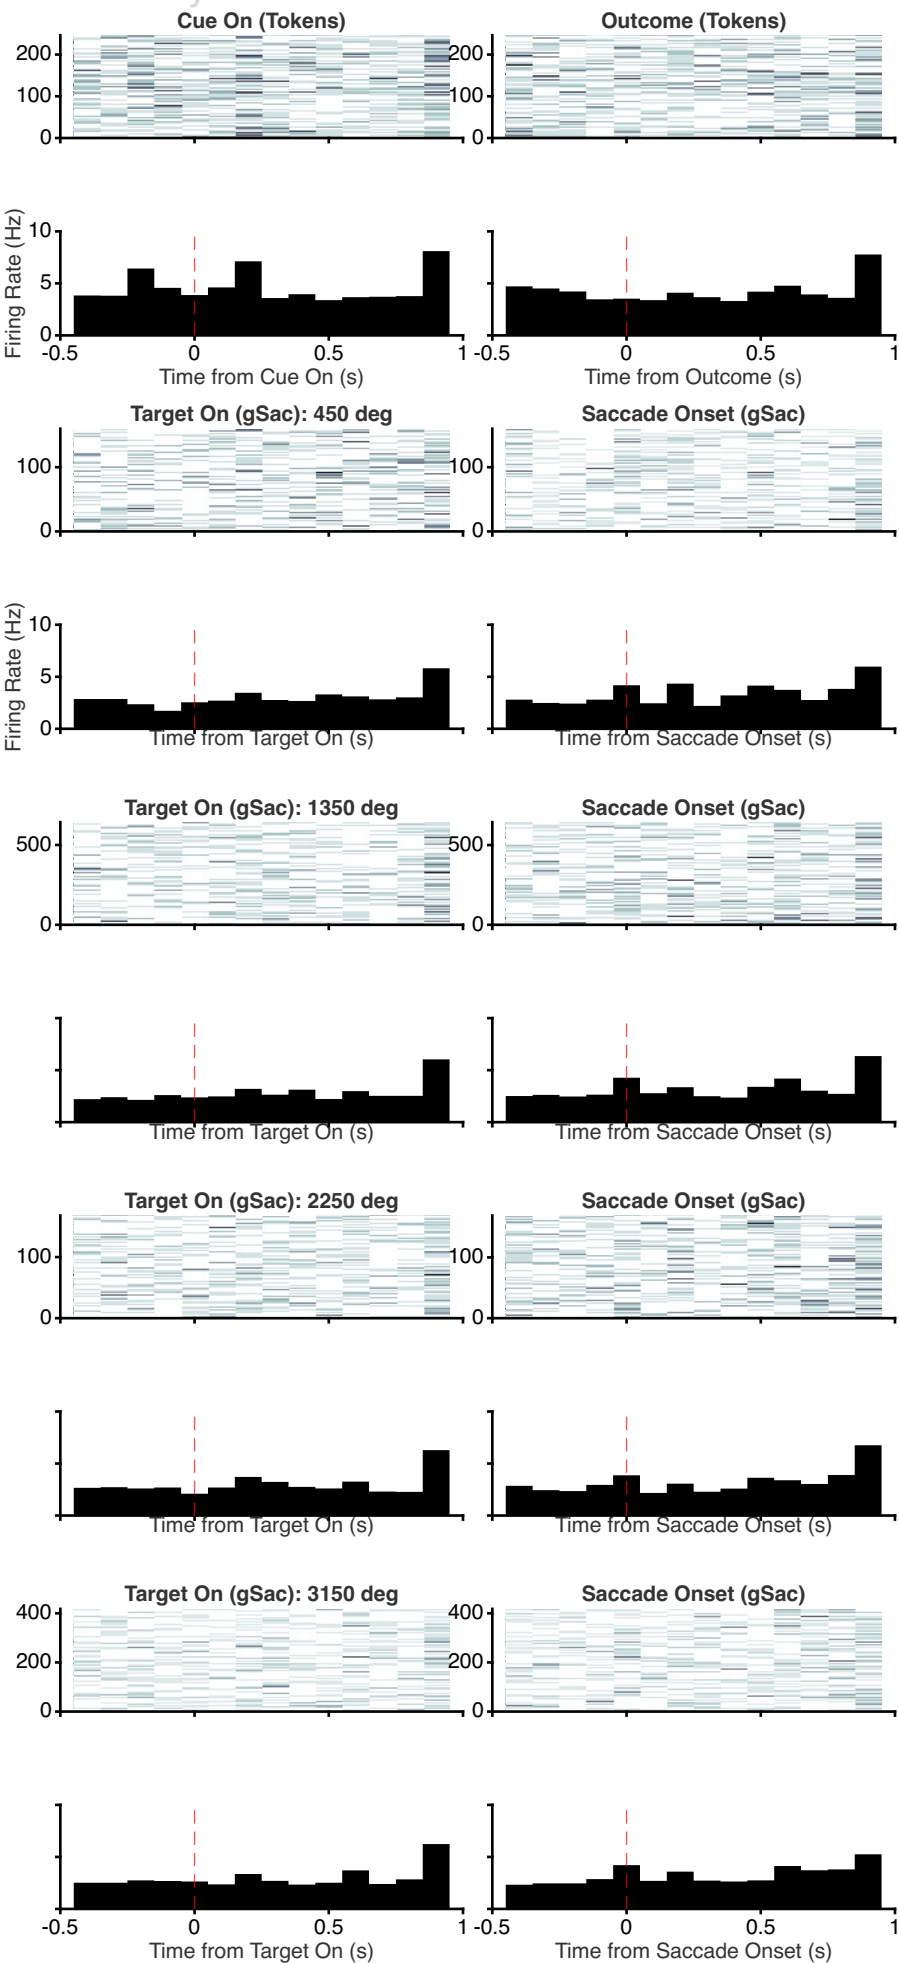 Cue On (Tokens)
Outcome (Tokens)
200
100
0
200
100
0
Firing Rate (Hz)
10
5
0
-0.5 0 0.5 1
Time from Cue On (s)
-0.5 0 0.5 1
Time from Outcome (s)
Target On (gSac): 450 deg
Saccade Onset (gSac)
100
0
100
0
Firing Rate (Hz)
10
5
0
Time from Target On (s)
Time from Saccade Onset (s)
Target On (gSac): 1350 deg
Saccade Onset (gSac)
500
0
500
0
Time from Target On (s)
Time from Saccade Onset (s)
Target On (gSac): 2250 deg
Saccade Onset (gSac)
100
0
100
0
Time from Target On (s)
Time from Saccade Onset (s)
Target On (gSac): 3150 deg
Saccade Onset (gSac)
400
200
0
400
200
0
-0.5 0 0.5 1
Time from Target On (s)
-0.5 0 0.5 1
Time from Saccade Onset (s)